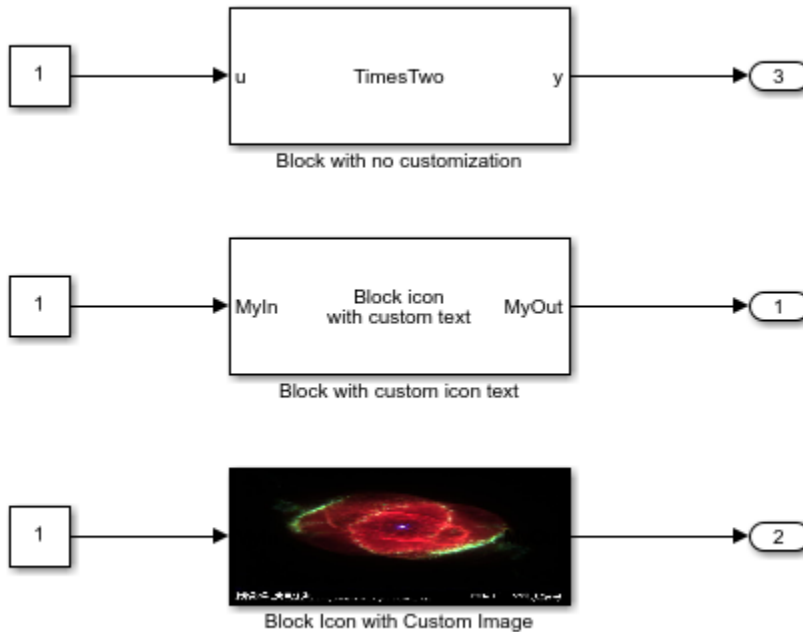 1
u
TimesTwo
y
3
Block with no customization
1
MyIn
Block icon
with custom text
MyOut
1
Block with custom icon text
1
2
Block Icon with Custom Image